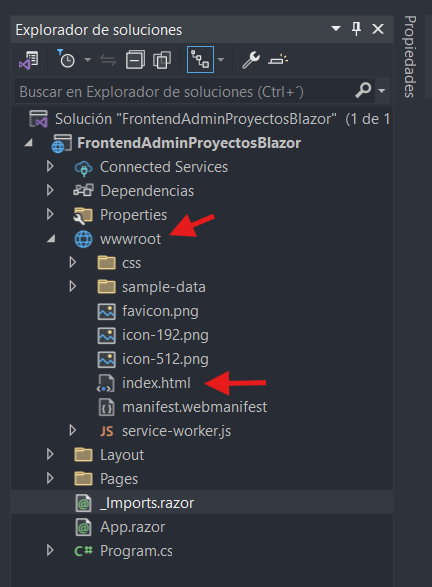 Explorador de soluciones
Propiedades
Buscar en Explorador de soluciones (Ctrl+´)
Solución "FrontendAdminProyectosBlazor" (1 de 1
FrontendAdminProyectosBlazor
Connected Services
Dependencias
Properties
wwwroot
css
sample-data
favicon.png
icon-192.png
icon-512.png
index.html
manifest.webmanifest
JS service-worker.js
Layout
Pages
_Imports.razor
App.razor
C# Program.cs